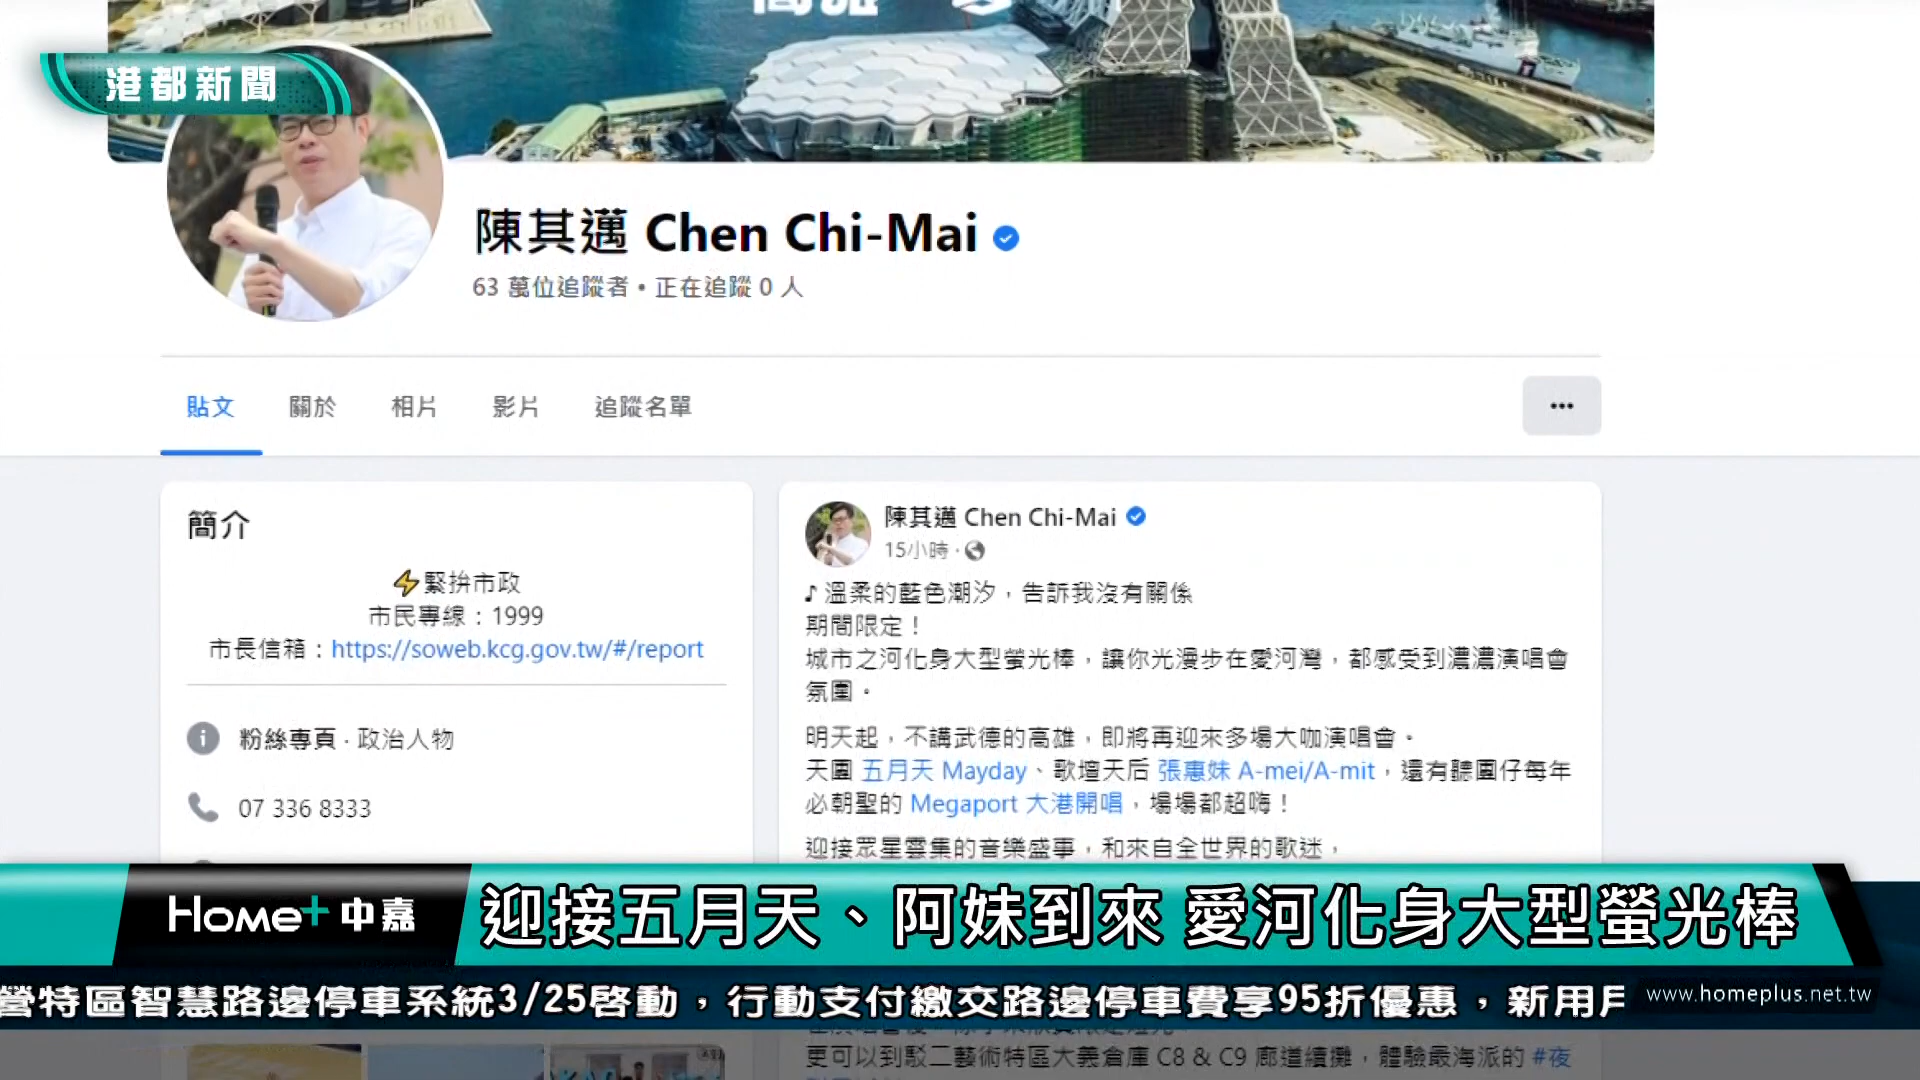 港都新聞
陳其邁 Chen Chi-Mai
63 萬位追蹤者 • 正在追蹤 0 人
貼文 關於 相片 影片 追蹤名單
簡介
⚡緊拚市政
市民專線：1999
市長信箱：https://soweb.kcg.gov.tw/#/report
粉絲專頁 · 政治人物
07 336 8333
陳其邁 Chen Chi-Mai
15小時 ·
♪ 溫柔的藍色潮汐，告訴我沒有關係
期間限定！
城市之河化身大型螢光棒，讓你光漫步在愛河灣，都感受到濃濃演唱會
氛圍。
明天起，不講武德的高雄，即將再迎來多場大咖演唱會。
天團 五月天 Mayday、歌壇天后 張惠妹 A-mei/A-mit，還有聽團仔每年
必朝聖的 Megaport 大港開唱，場場都超嗨！
迎接眾星雲集的音樂盛事，和來自全世界的歌迷，
Home+ 中嘉
迎接五月天、阿妹到來 愛河化身大型螢光棒
營特區智慧路邊停車系統3/25啓動，行動支付繳交路邊停車費享95折優惠，新用戶
www.homeplus.net.tw
更可以到駁二藝術特區大義倉庫 C8 & C9 廊道續攤，體驗最海派的 #夜